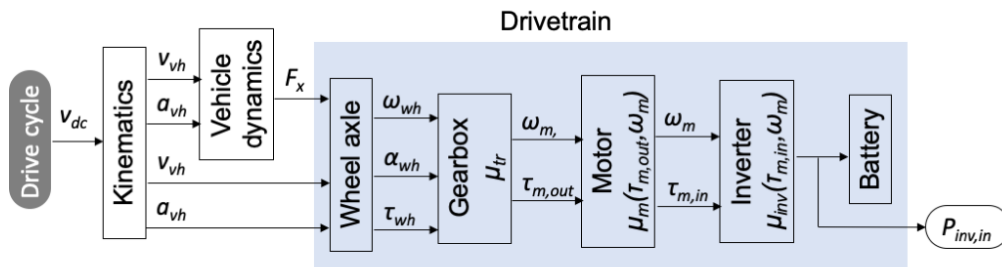 Drivetrain
Drive cycle
v_dc
Kinematics
v_vh
a_vh
v_vh
a_vh
Vehicle
dynamics
F_x
Wheel axle
ω_wh
α_wh
τ_wh
Gearbox
μ_tr
ω_m,
τ_m,out
Motor
μ_m(τ_m,out, ω_m)
ω_m
τ_m,in
Inverter
μ_inv(τ_m,in, ω_m)
Battery
P_inv,in